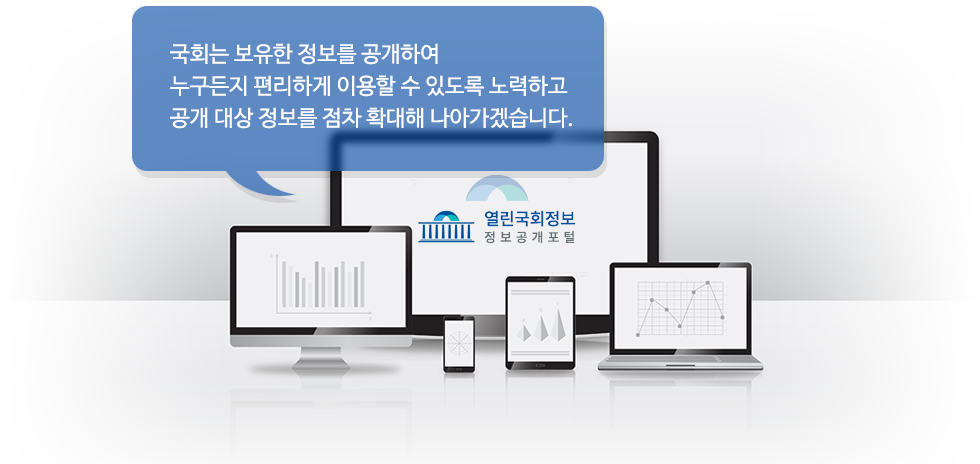 국회는 보유한 정보를 공개하여
누구든지 편리하게 이용할 수 있도록 노력하고
공개 대상 정보를 점차 확대해 나아가겠습니다.
열린국회정보
정보공개포털